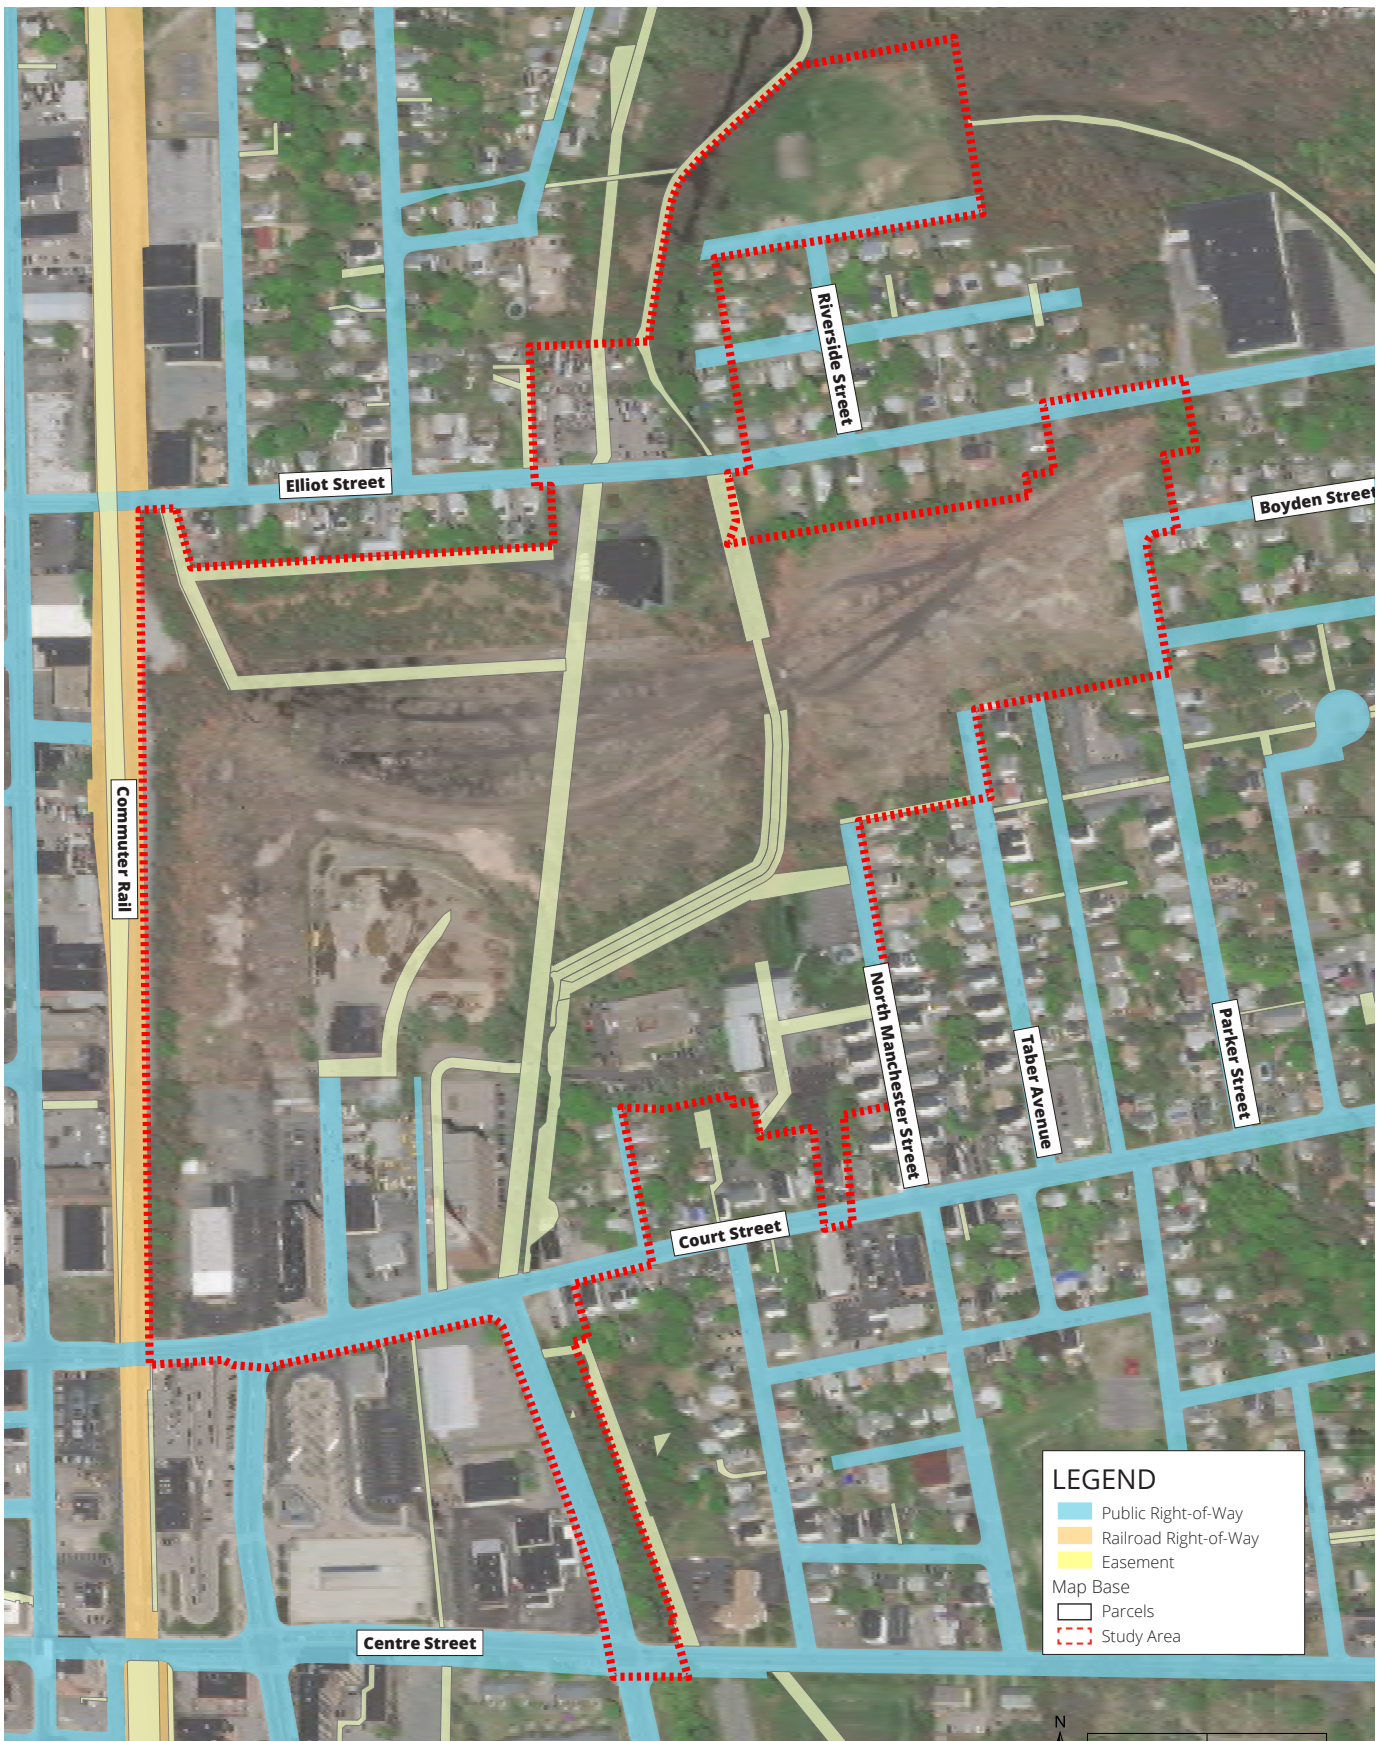 Riverside Street
Elliot Street
Boyden Street
Commuter Rail
North Manchester Street
Taber Avenue
Parker Street
Court Street
Centre Street
LEGEND
Public Right-of-Way
Railroad Right-of-Way
Easement
Map Base
Parcels
Study Area
N